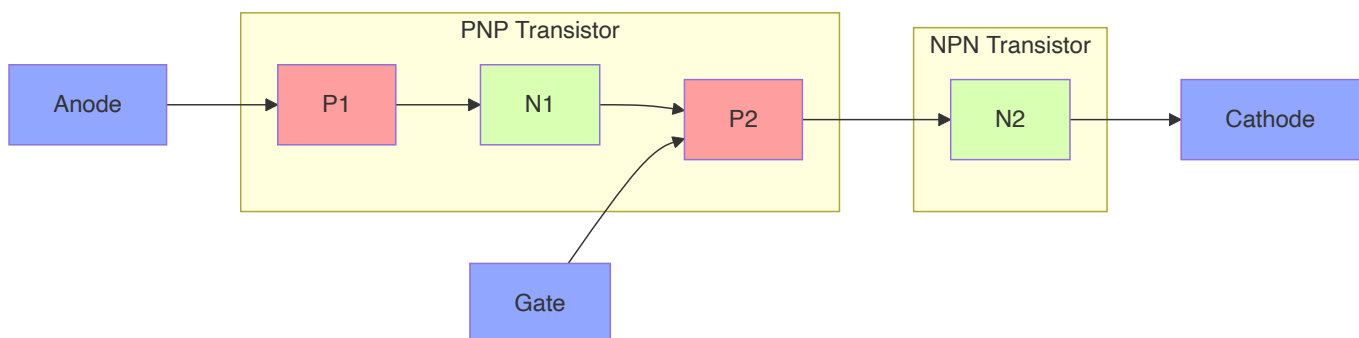 PNP Transistor
NPN Transistor
Anode
P1
N1
P2
N2
Cathode
Gate